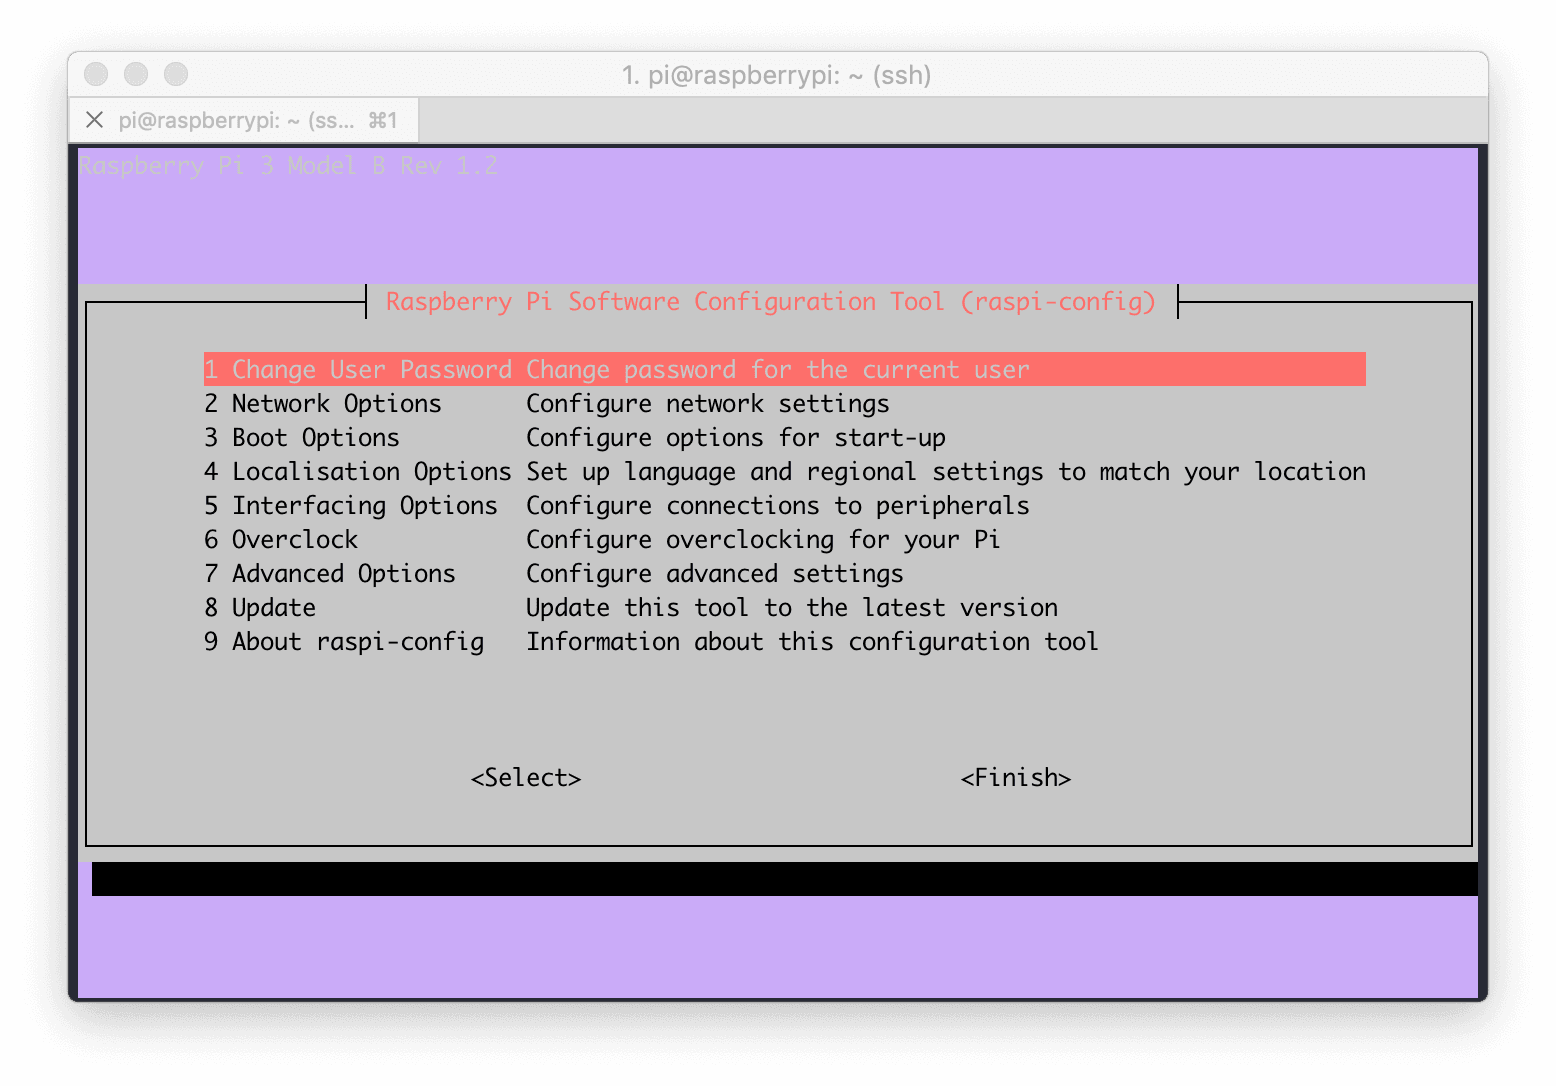 1. pi@raspberrypi: ~ (ssh)
pi@raspberrypi: ~ (ss... ⌘1
Raspberry Pi 3 Model B Rev 1.2
Raspberry Pi Software Configuration Tool (raspi-config)
1 Change User Password Change password for the current user
2 Network Options Configure network settings
3 Boot Options Configure options for start-up
4 Localisation Options Set up language and regional settings to match your location
5 Interfacing Options Configure connections to peripherals
6 Overclock Configure overclocking for your Pi
7 Advanced Options Configure advanced settings
8 Update Update this tool to the latest version
9 About raspi-config Information about this configuration tool
<Select> <Finish>